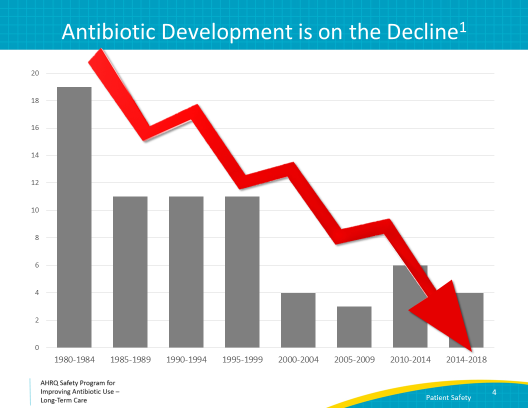 Antibiotic Development is on the Decline1
20
18
16
14
12
10
8
6
4
2
0
1980-1984 1985-1989 1990-1994 1995-1999 2000-2004 2005-2009 2010-2014 2014-2018
AHRQ Safety Program for
Improving Antibiotic Use –
Long-Term Care
Patient Safety 4